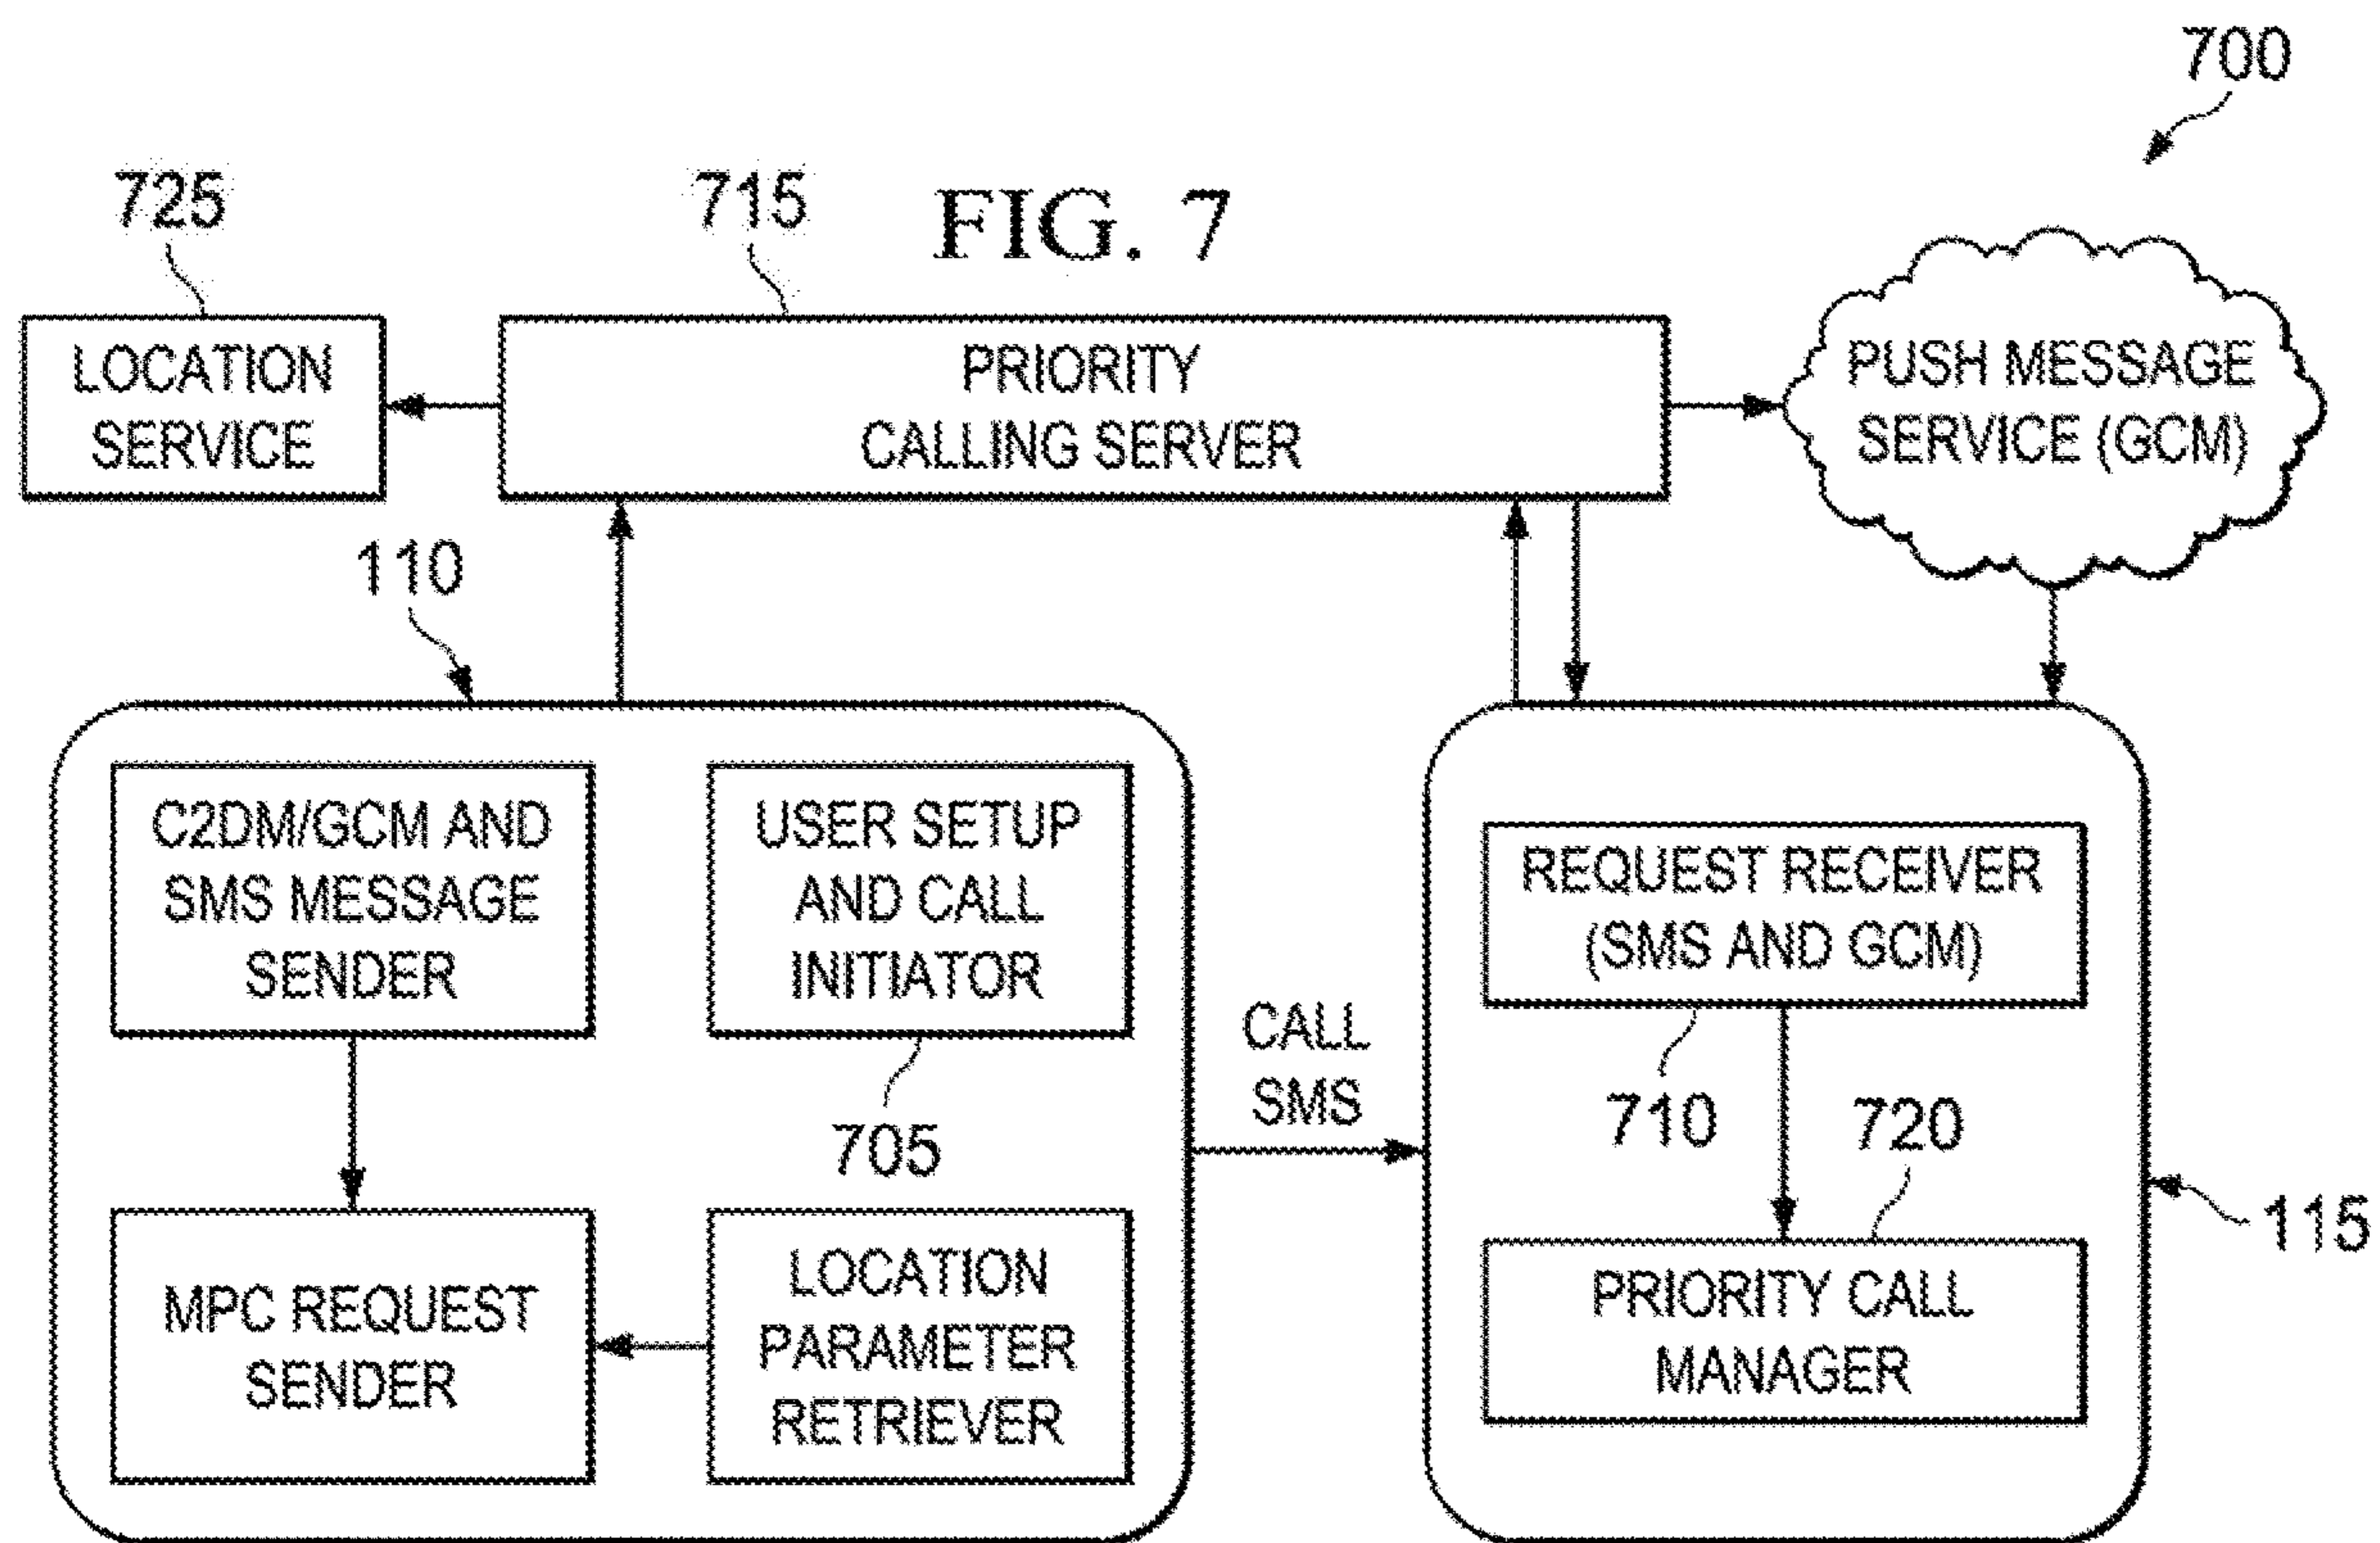 700
725
715
FIG. 7
LOCATION
SERVICE
PRIORITY
CALLING SERVER
PUSH MESSAGE
SERVICE (GCM)
110
C2DM/GCM AND
SMS MESSAGE
SENDER
USER SETUP
AND CALL
INITIATOR
705
MPC REQUEST
SENDER
LOCATION
PARAMETER
RETRIEVER
CALL
SMS
REQUEST RECEIVER
(SMS AND GCM)
710
720
PRIORITY CALL
MANAGER
115